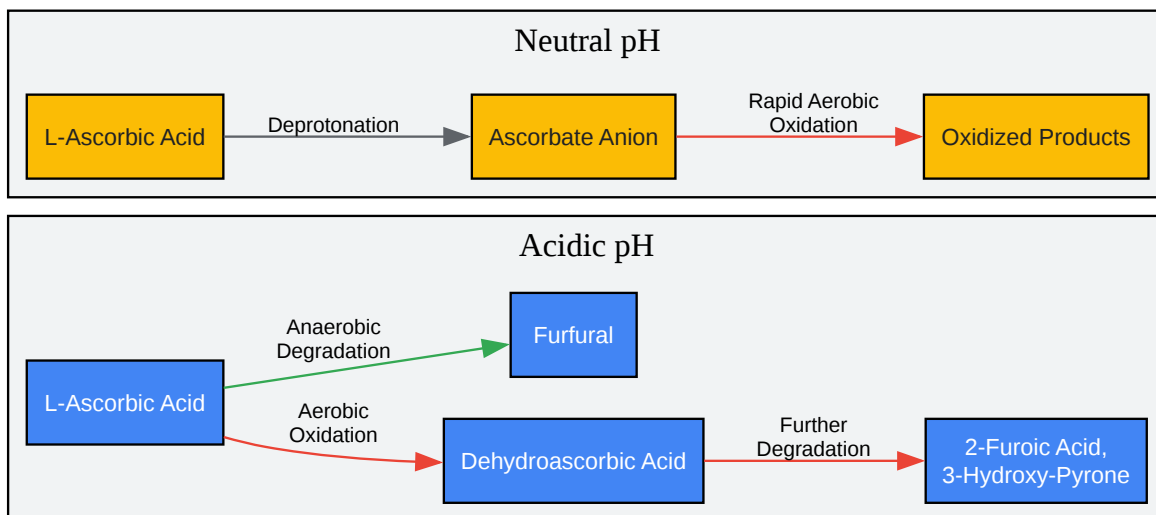 Neutral pH
L-Ascorbic Acid
Deprotonation
Ascorbate Anion
Rapid Aerobic
Oxidation
Oxidized Products
Acidic pH
L-Ascorbic Acid
Anaerobic
Degradation
Furfural
Aerobic
Oxidation
Dehydroascorbic Acid
Further
Degradation
2-Furoic Acid,
3-Hydroxy-Pyrone